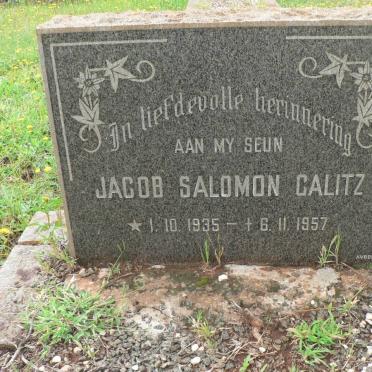 In liefdevolle herinnering
AAN MY SEUN
JACOB SALOMON CALITZ
★ 1. 10. 1935 – ✝ 6. 11. 1957